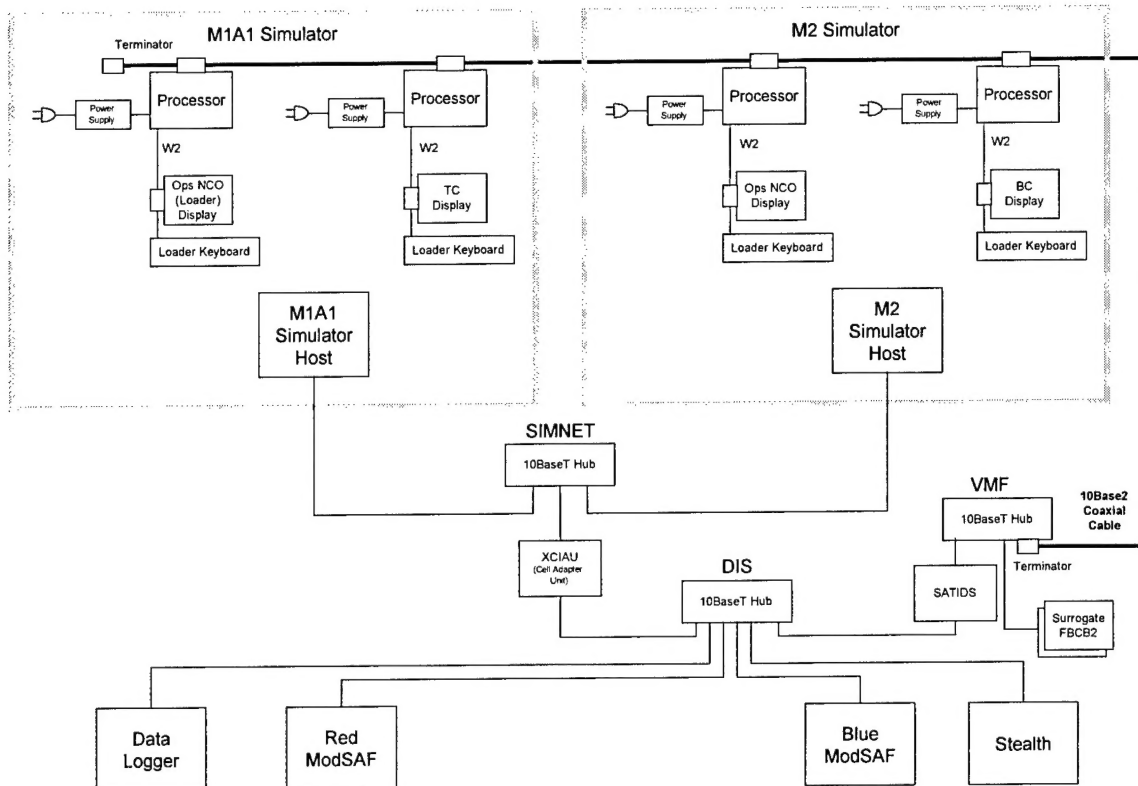 M1A1 Simulator
M2 Simulator
Terminator
Processor
Processor
Processor
Processor
Power
Supply
Power
Supply
Power
Supply
Power
Supply
W2
W2
W2
W2
Ops NCO
(Loader)
Display
TC
Display
Ops NCO
Display
BC
Display
Loader Keyboard
Loader Keyboard
Loader Keyboard
Loader Keyboard
M1A1
Simulator
Host
M2
Simulator
Host
SIMNET
10BaseT Hub
VMF
10BaseT Hub
10Base2
Coaxial
Cable
Terminator
XCIAU
(Cell Adapter
Unit)
DIS
10BaseT Hub
SATIDS
Surrogate
FBCB2
Data
Logger
Red
ModSAF
Blue
ModSAF
Stealth